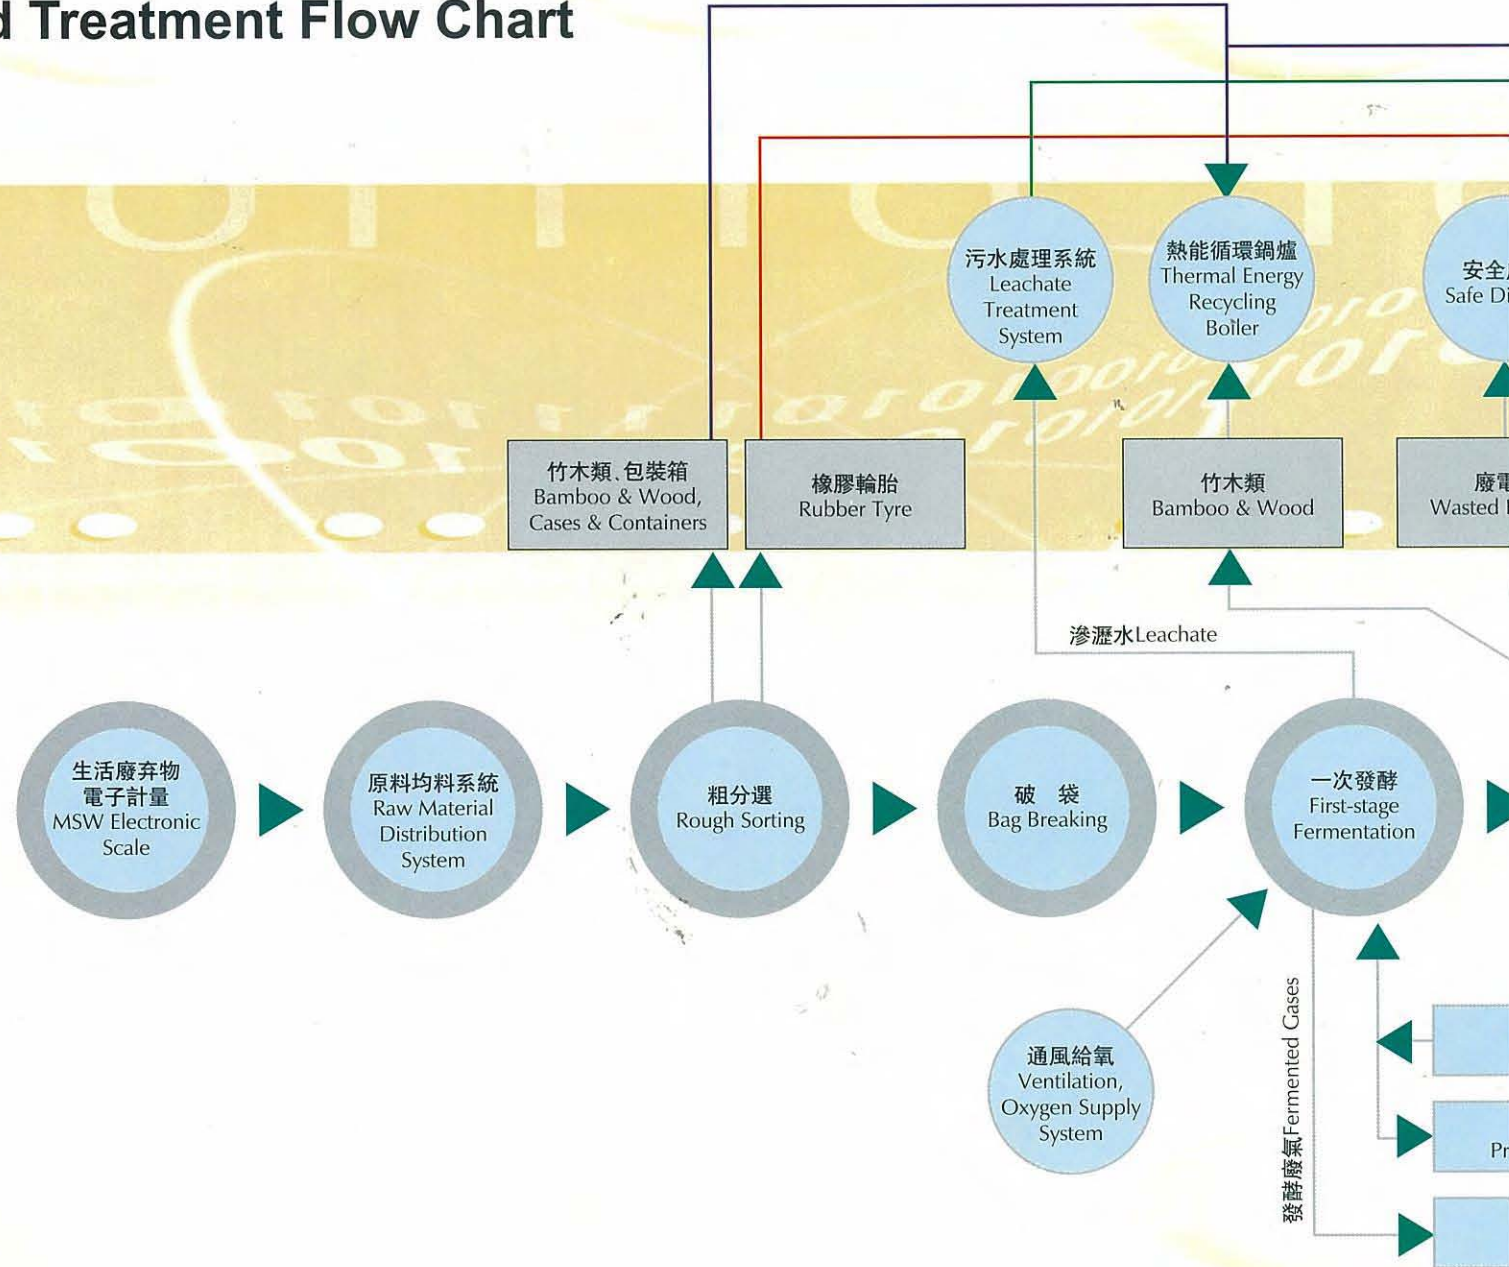 Treatment Flow Chart
污水處理系統
Leachate
Treatment
System
熱能循環鍋爐
Thermal Energy
Recycling
Boiler
安全
Safe
竹木類、包裝箱
Bamboo & Wood,
Cases & Containers
橡膠輪胎
Rubber Tyre
竹木類
Bamboo & Wood
廢電
Wasted
滲瀝水Leachate
生活廢弃物
電子計量
MSW Electronic
Scale
原料均料系統
Raw Material
Distribution
System
粗分選
Rough Sorting
破 袋
Bag Breaking
一次發酵
First-stage
Fermentation
通風給氧
Ventilation,
Oxygen Supply
System
發酵廢氣Fermented Gases